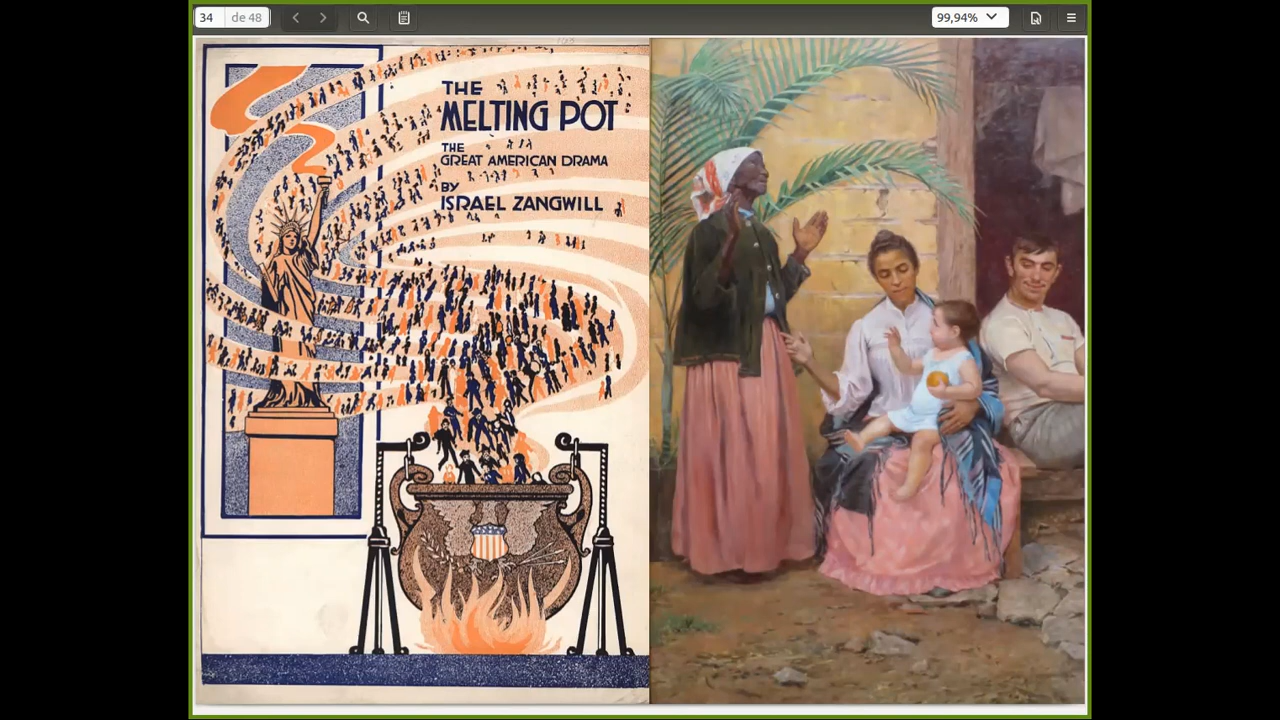 34 de 48
99,94%
THE
MELTING POT
THE
GREAT AMERICAN DRAMA
BY
ISRAEL ZANGWILL